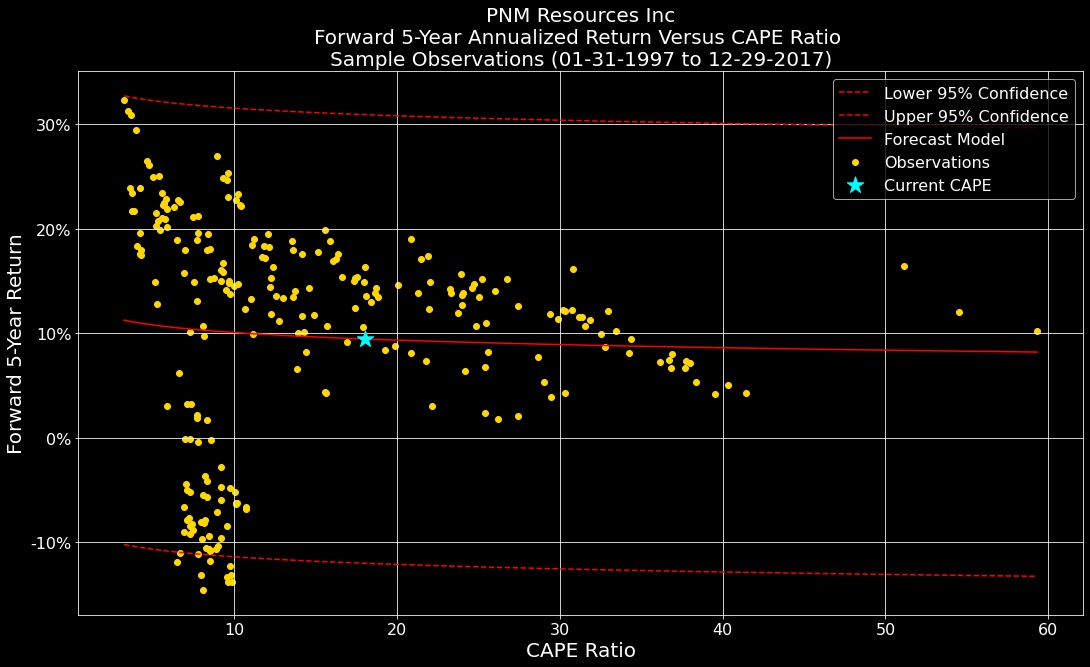 PNM Resources Inc
Forward 5-Year Annualized Return Versus CAPE Ratio
Sample Observations (01-31-1997 to 12-29-2017)
Lower 95% Confidence
Upper 95% Confidence
Forecast Model
Observations
Current CAPE
Forward 5-Year Return
30%
20%
10%
0%
-10%
10
20
30
40
50
60
CAPE Ratio